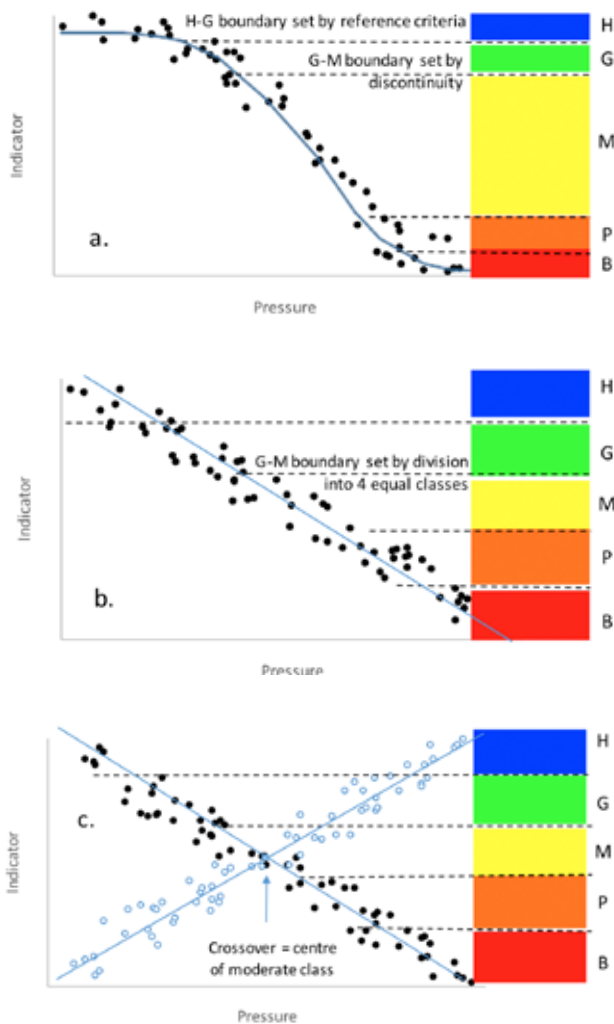 H-G boundary set by reference criteria
H
G-M boundary set by
discontinuity
G
M
P
B
Indicator
a.
Pressure
H
G
G-M boundary set by division
into 4 equal classes
M
P
B
Indicator
b.
Pressure
H
G
c.
M
P
B
Indicator
Crossover = centre
of moderate class
Pressure